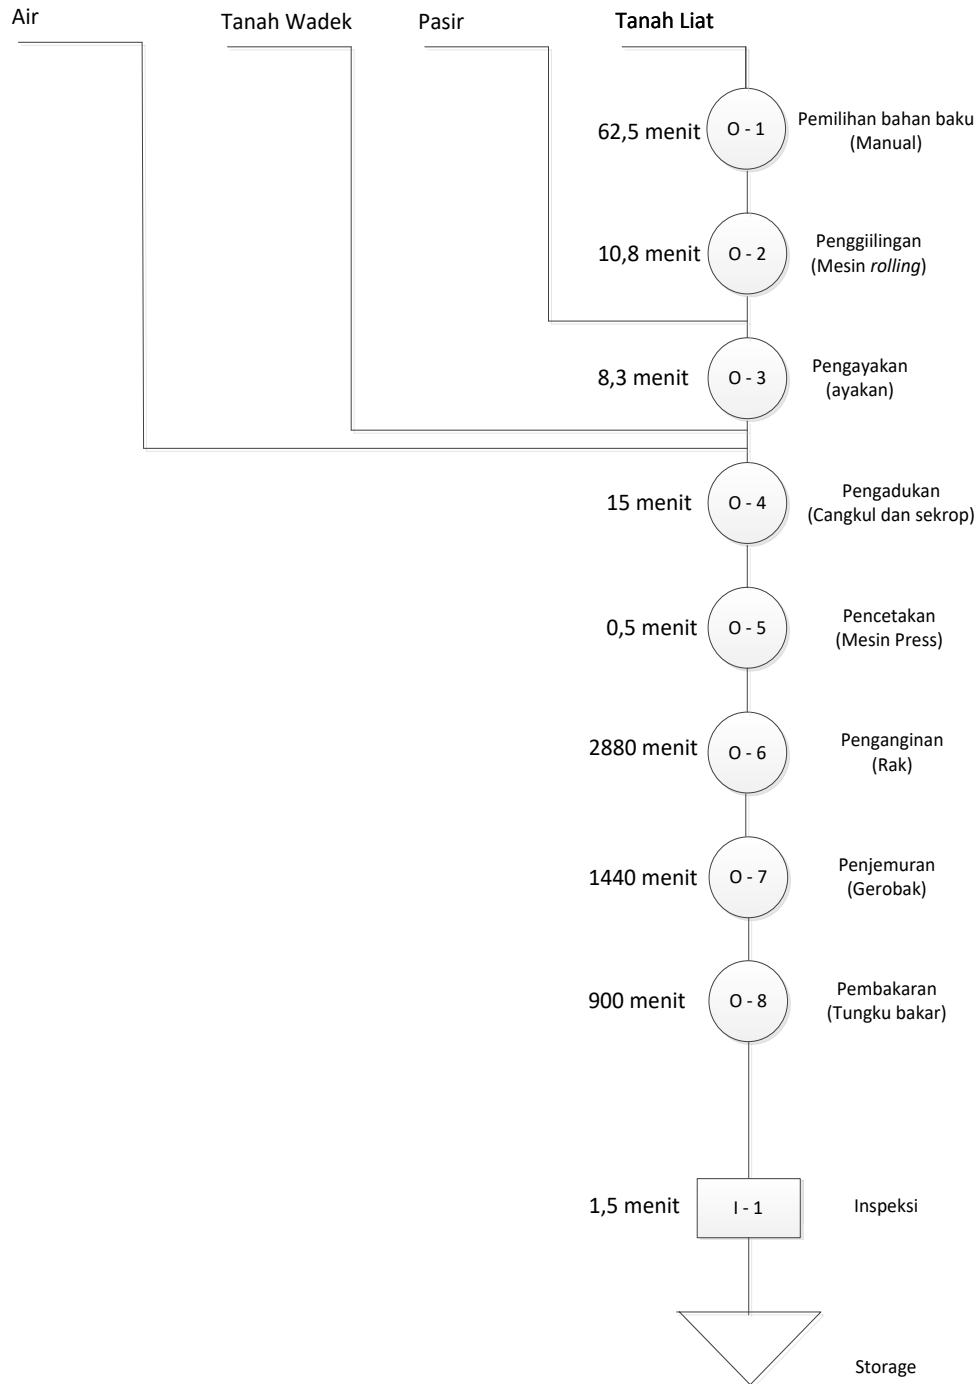 Air
Tanah Wadek
Pasir
Tanah Liat
62,5 menit
O - 1
Pemilihan bahan baku
(Manual)
10,8 menit
O - 2
Penggiilingan
(Mesin rolling)
8,3 menit
O - 3
Pengayakan
(ayakan)
15 menit
O - 4
Pengadukan
(Cangkul dan sekrop)
0,5 menit
O - 5
Pencetakan
(Mesin Press)
2880 menit
O - 6
Penganginan
(Rak)
1440 menit
O - 7
Penjemuran
(Gerobak)
900 menit
O - 8
Pembakaran
(Tungku bakar)
1,5 menit
I - 1
Inspeksi
Storage